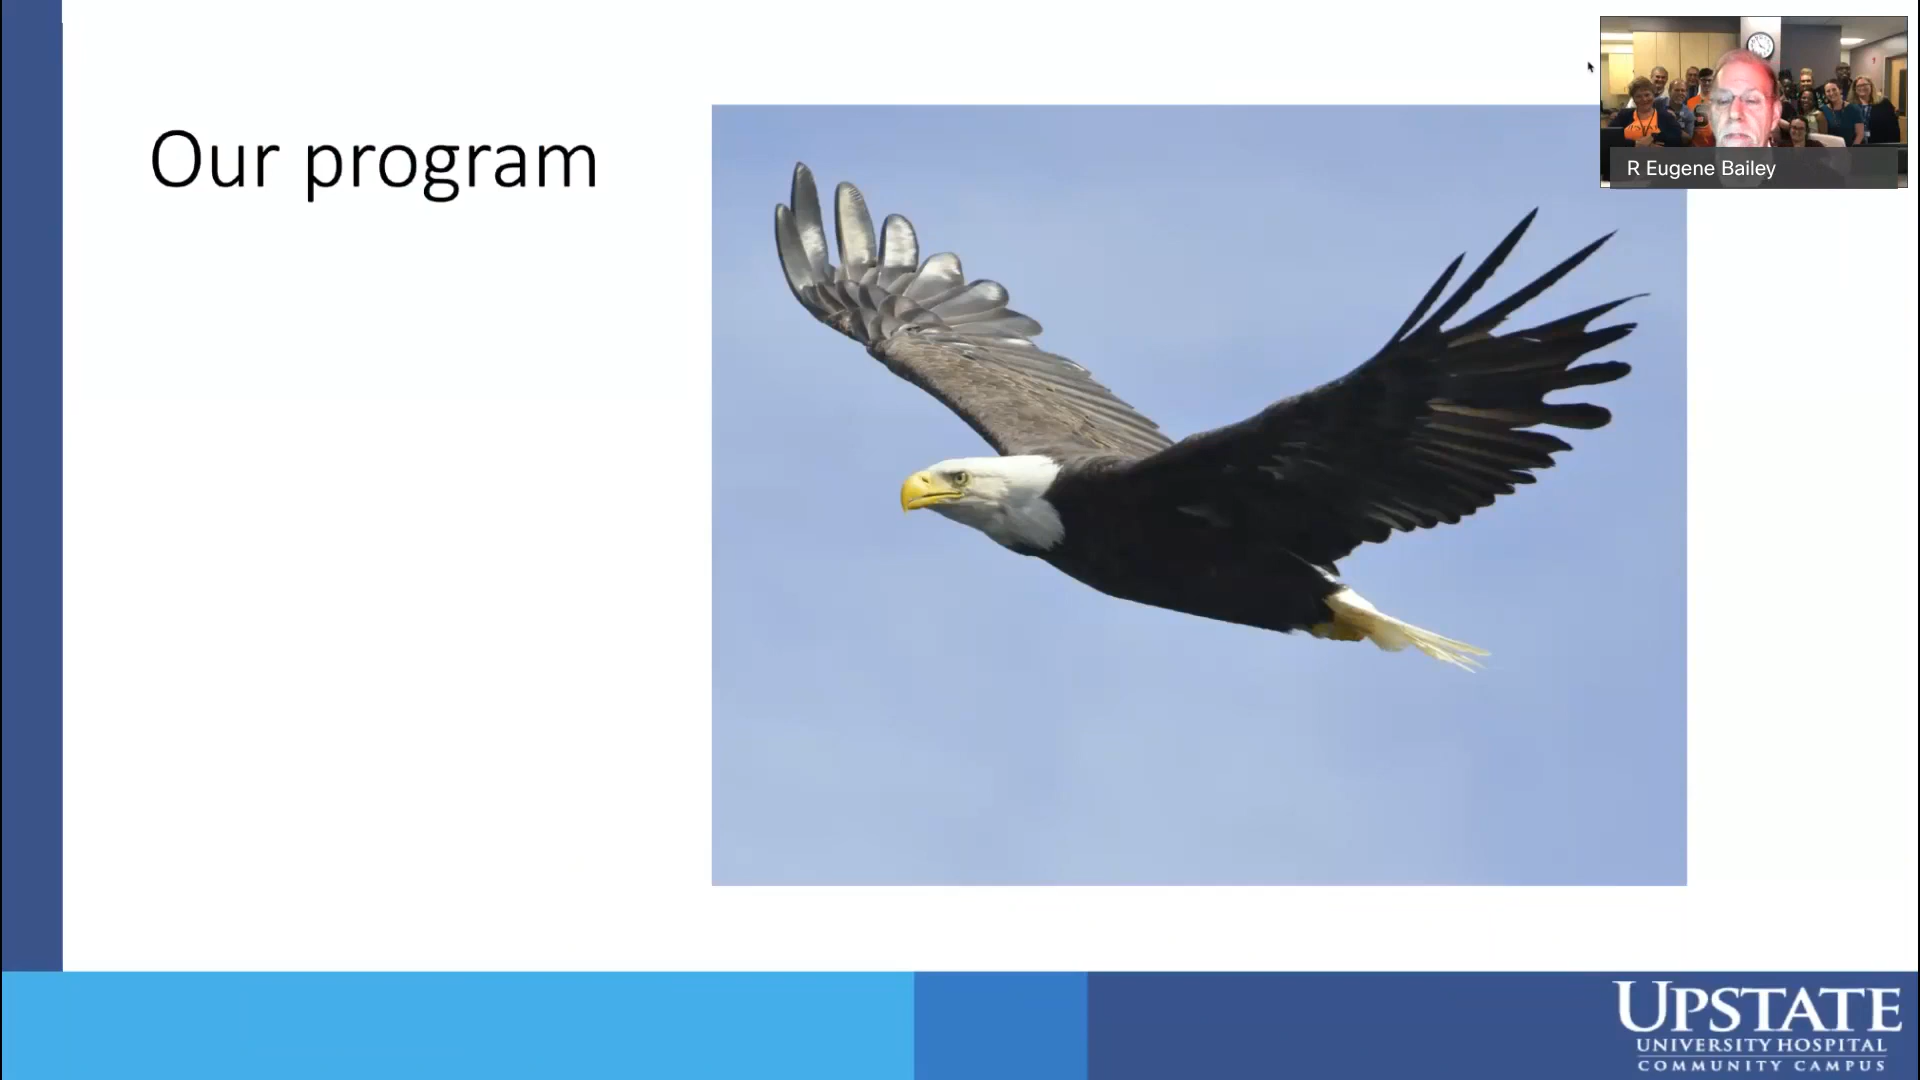 Our program
R Eugene Bailey
UPSTATE
UNIVERSITY HOSPITAL
COMMUNITY CAMPUS